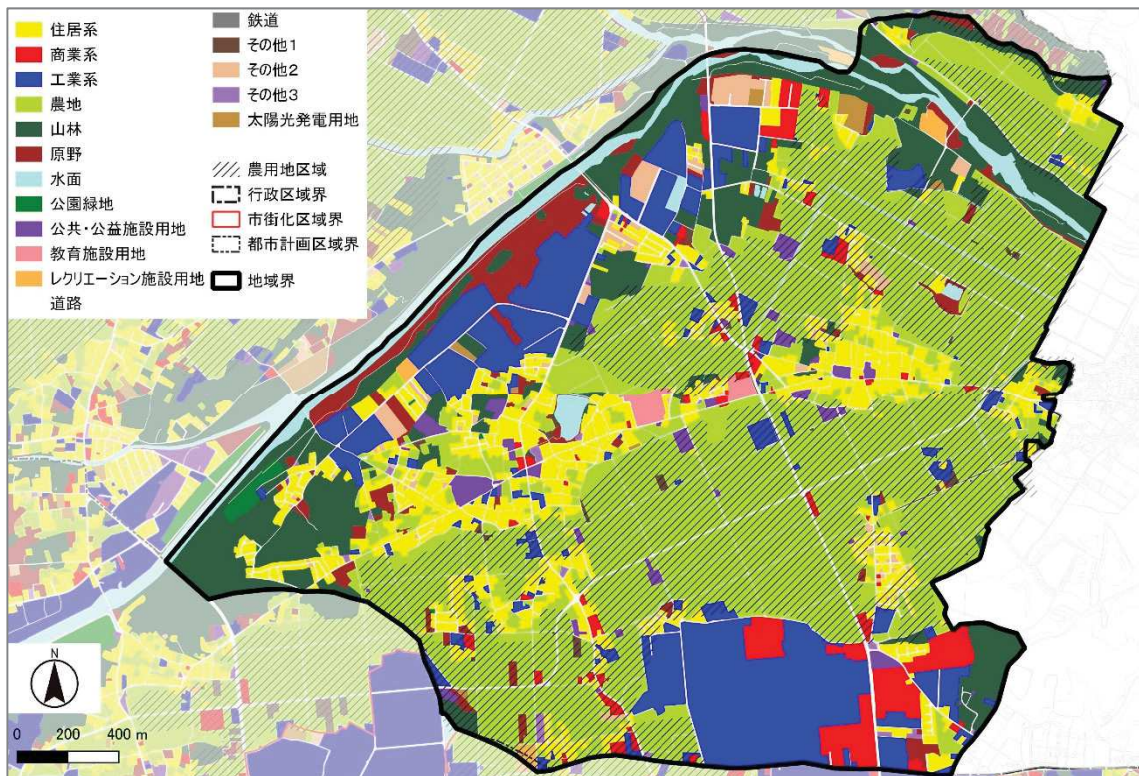 住居系
商業系
工業系
農地
山林
原野
水面
公園緑地
公共・公益施設用地
教育施設用地
レクリエーション施設用地
道路
鉄道
その他1
その他2
その他3
太陽光発電用地
農用地区域
行政区域界
市街化区域界
都市計画区域界
地域界
N
0 200 400 m